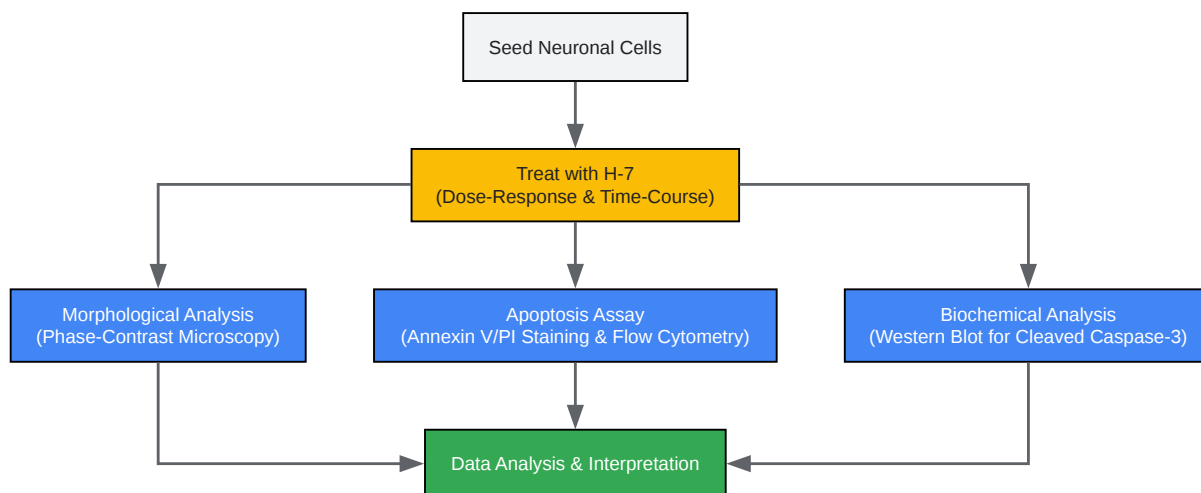 Seed Neuronal Cells
Treat with H-7
(Dose-Response & Time-Course)
Morphological Analysis
(Phase-Contrast Microscopy)
Apoptosis Assay
(Annexin V/PI Staining & Flow Cytometry)
Biochemical Analysis
(Western Blot for Cleaved Caspase-3)
Data Analysis & Interpretation